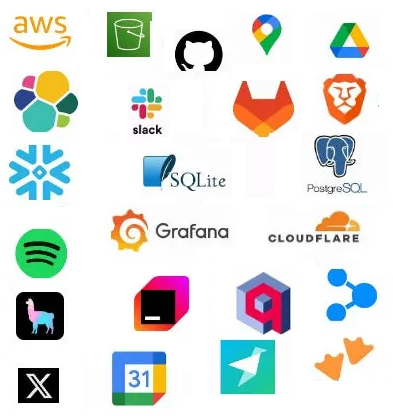 aws
slack
SQLite
PostgreSQL
Grafana
CLOUDFLARE
31
X